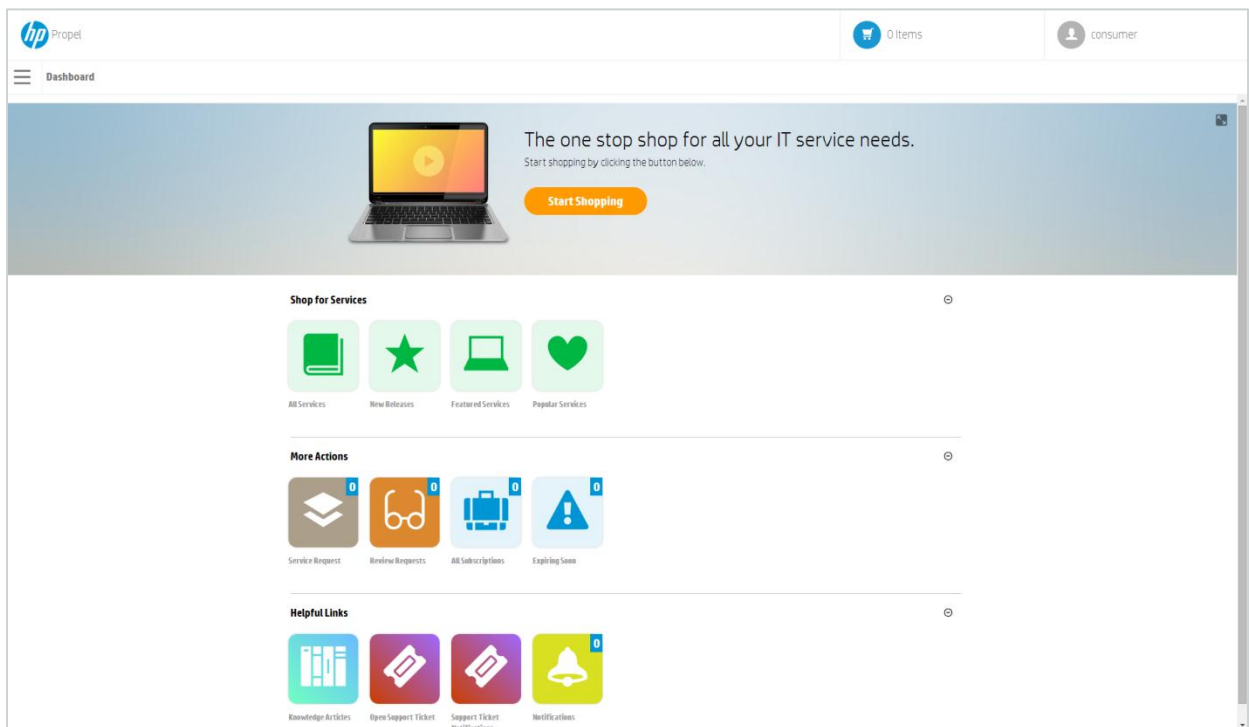 hp Propel
0 Items
consumer
Dashboard
The one stop shop for all your IT service needs.
Start shopping by clicking the button below.
Start Shopping
Shop for Services
All Services
New Releases
Featured Services
Popular Services
More Actions
0
0
0
0
Service Request
Review Requests
All Subscriptions
Expiring Soon
Helpful Links
0
Knowledge Articles
Open Support Ticket
Support Ticket
Notifications
Notifications